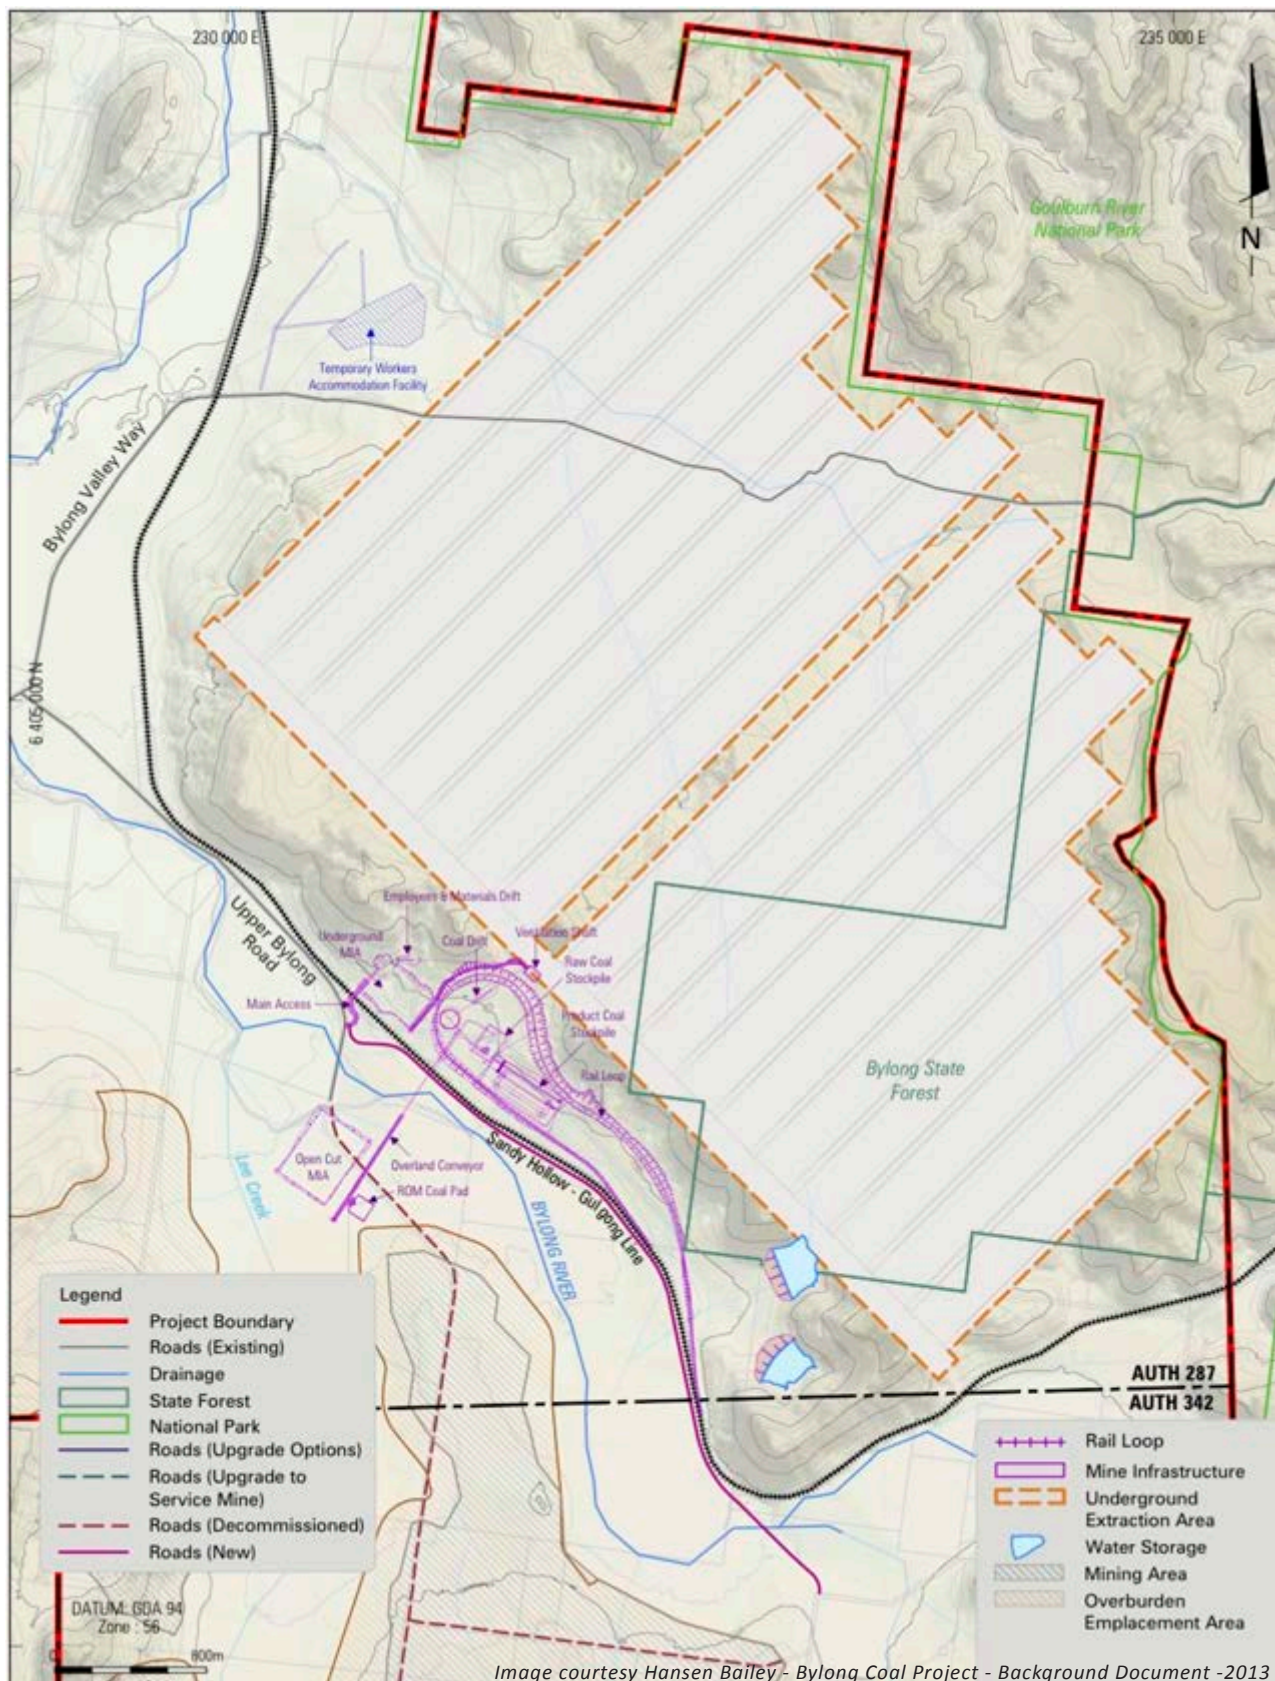 230 000 E
235 000 E
Goulburn River
National Park
N
Temporary Workers
Accommodation Facility
Bylong Valley Way
6 405 000 N
Employees & Materials Drift
Upper Bylong
Road
Underground
MIA
Coal Drift
Ventilation Shaft
Raw Coal
Stockpile
Main Access
Product Coal
Stockpile
Rail Loop
Bylong State
Forest
Open Cut
MIA
Overland Conveyor
ROM Coal Pad
Lee Creek
Sandy Hollow - Gulgong Line
BYLONG RIVER
AUTH 287
AUTH 342
Legend
Project Boundary
Roads (Existing)
Drainage
State Forest
National Park
Roads (Upgrade Options)
Roads (Upgrade to
Service Mine)
Roads (Decommissioned)
Roads (New)
Rail Loop
Mine Infrastructure
Underground
Extraction Area
Water Storage
Mining Area
Overburden
Emplacement Area
DATUM: GDA 94
Zone : 56
0 800m
Image courtesy Hansen Bailey - Bylong Coal Project - Background Document -2013